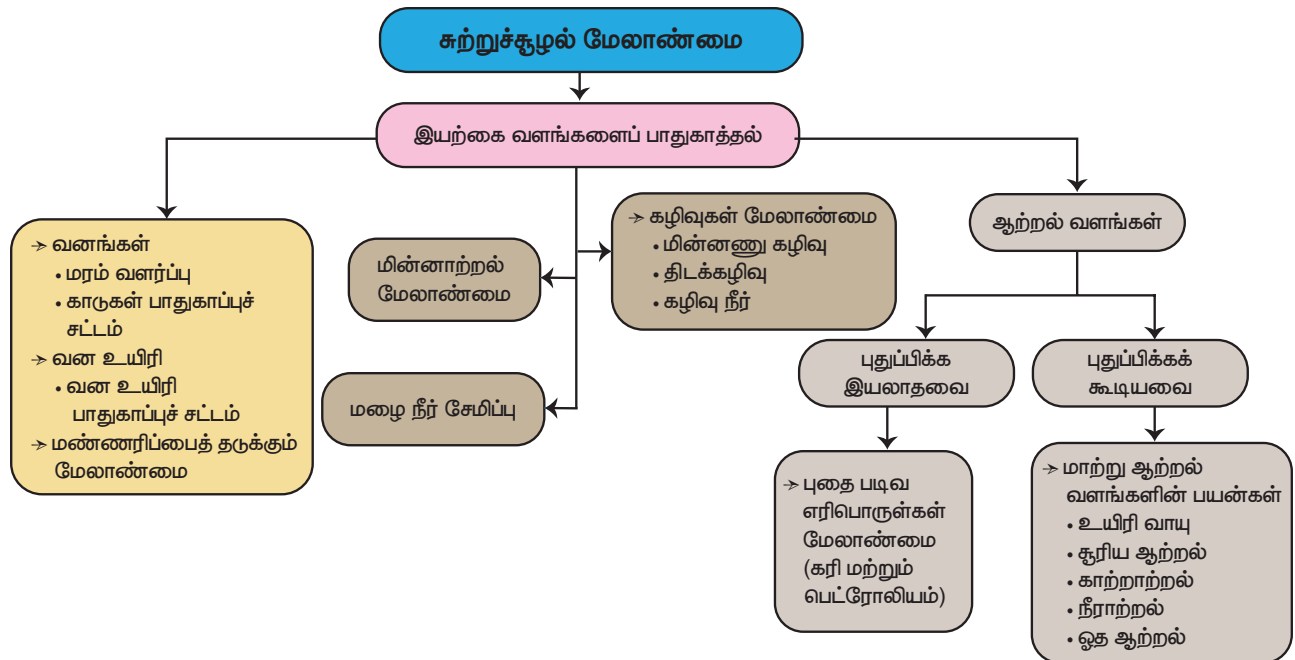 சுற்றுச்சூழல் மேலாண்மை
இயற்கை வளங்களைப் பாதுகாத்தல்
➔ வனங்கள்
• மரம் வளர்ப்பு
• காடுகள் பாதுகாப்புச்
சட்டம்
➔ வன உயிரி
• வன உயிரி
பாதுகாப்புச் சட்டம்
➔ மண்ணரிப்பைத் தடுக்கும்
மேலாண்மை
மின்னாற்றல்
மேலாண்மை
மழை நீர் சேமிப்பு
➔ கழிவுகள் மேலாண்மை
• மின்னணு கழிவு
• திடக்கழிவு
• கழிவு நீர்
ஆற்றல் வளங்கள்
புதுப்பிக்க
இயலாதவை
➔ புதை படிவ
எரிபொருள்கள்
மேலாண்மை
(கரி மற்றும்
பெட்ரோலியம்)
புதுப்பிக்கக்
கூடியவை
➔ மாற்று ஆற்றல்
வளங்களின் பயன்கள்
• உயிரி வாயு
• சூரிய ஆற்றல்
• காற்றாற்றல்
• நீராற்றல்
• ஓத ஆற்றல்